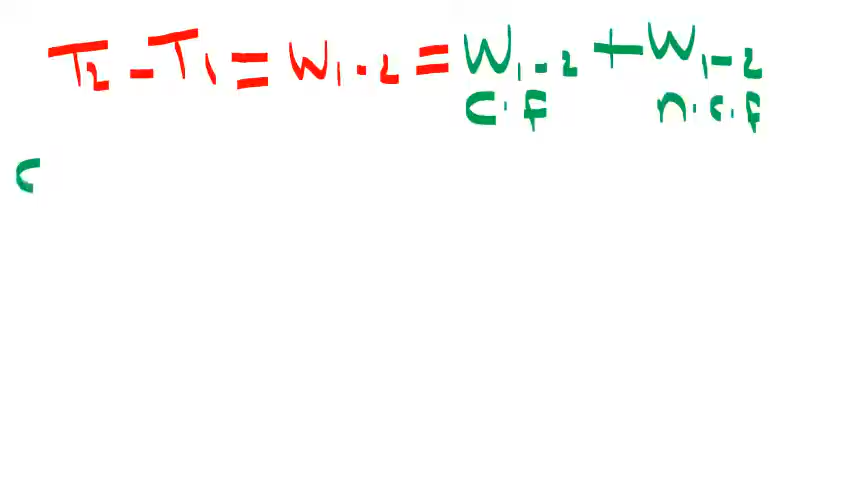 T2 - T1 = W1-2 = W1-2 + W1-2
c.f n.c.f
c